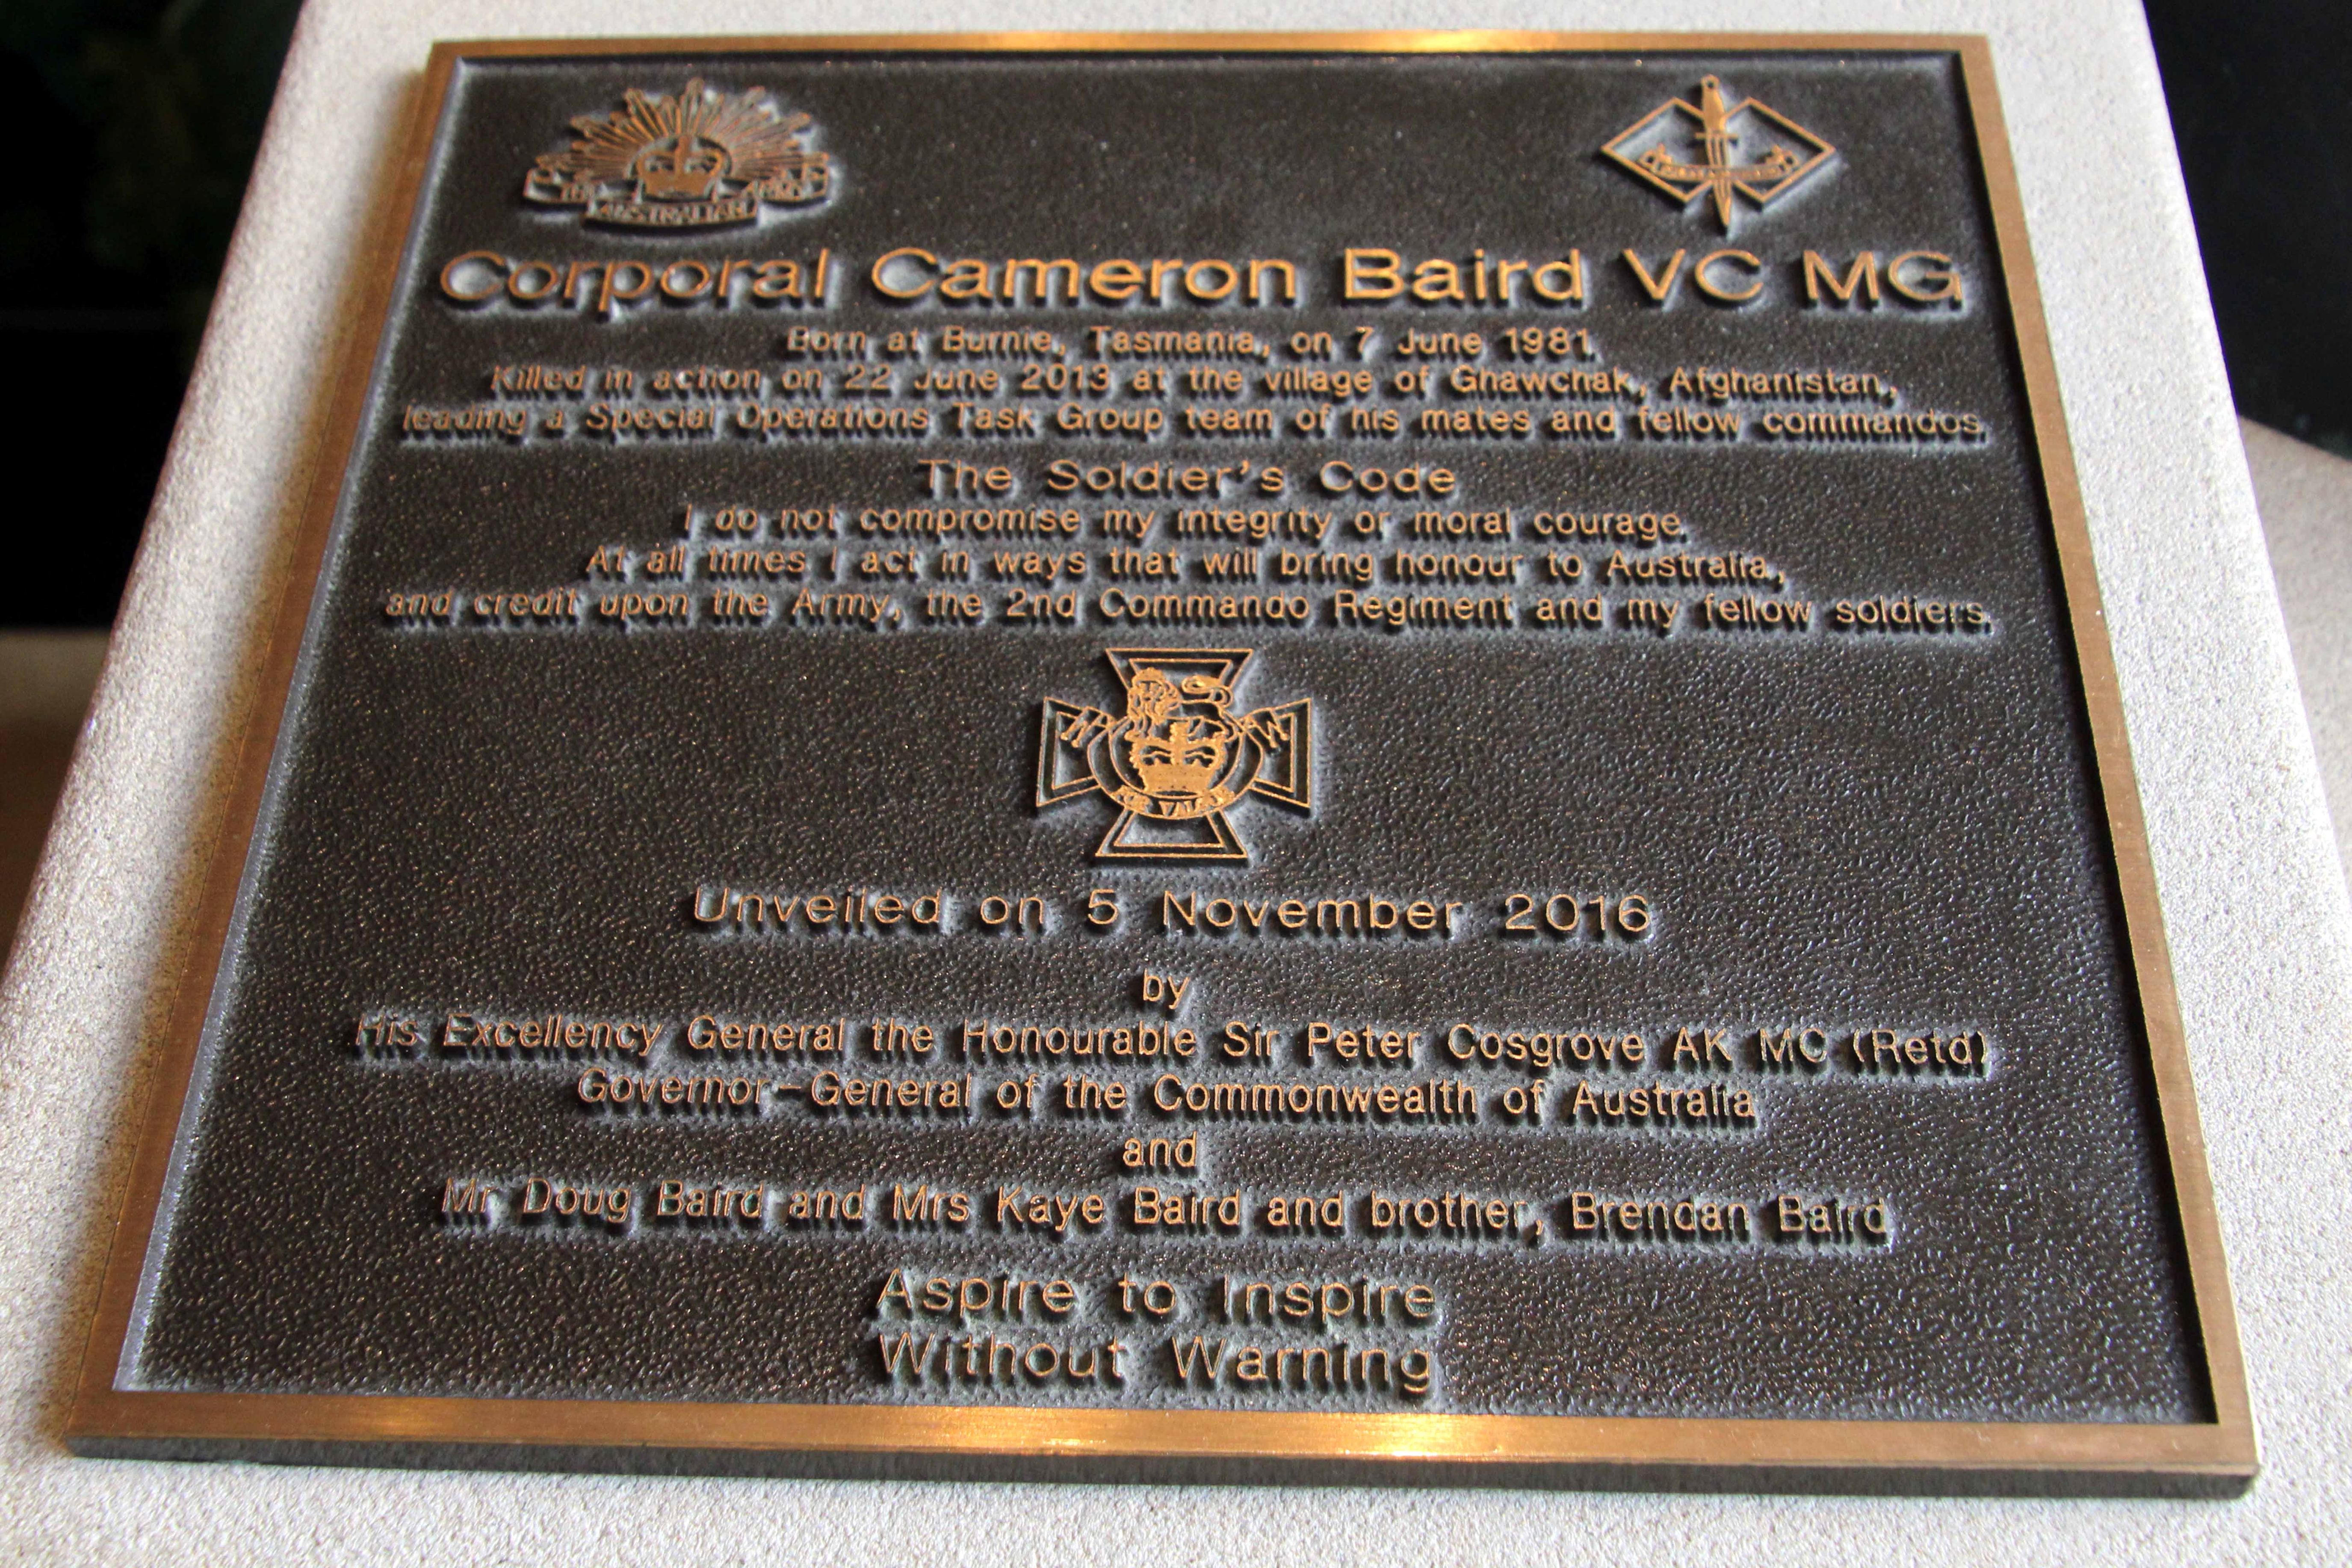 THE AUSTRALIAN ARMY
Corporal Cameron Baird VC MG
Born at Burnie, Tasmania, on 7 June 1981.
Killed in action on 22 June 2013 at the village of Ghawchak, Afghanistan,
leading a Special Operations Task Group team of his mates and fellow commandos.
The Soldier's Code
I do not compromise my integrity or moral courage.
At all times I act in ways that will bring honour to Australia,
and credit upon the Army, the 2nd Commando Regiment and my fellow soldiers.
FOR VALOUR
Unveiled on 5 November 2016
by
His Excellency General the Honourable Sir Peter Cosgrove AK MC (Retd)
Governor-General of the Commonwealth of Australia
and
Mr Doug Baird and Mrs Kaye Baird and brother, Brendan Baird
Aspire to Inspire
Without Warning